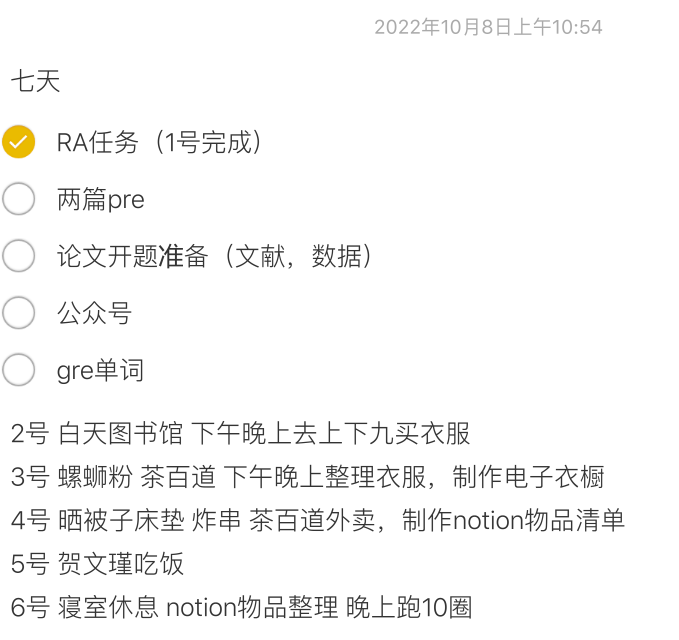 2022年10月8日上午10:54
七天
RA任务（1号完成）
两篇pre
论文开题准备（文献，数据）
公众号
gre单词
2号 白天图书馆 下午晚上去上下九买衣服
3号 螺蛳粉 茶百道 下午晚上整理衣服，制作电子衣橱
4号 晒被子床垫 炸串 茶百道外卖，制作notion物品清单
5号 贺文瑾吃饭
6号 寝室休息 notion物品整理 晚上跑10圈